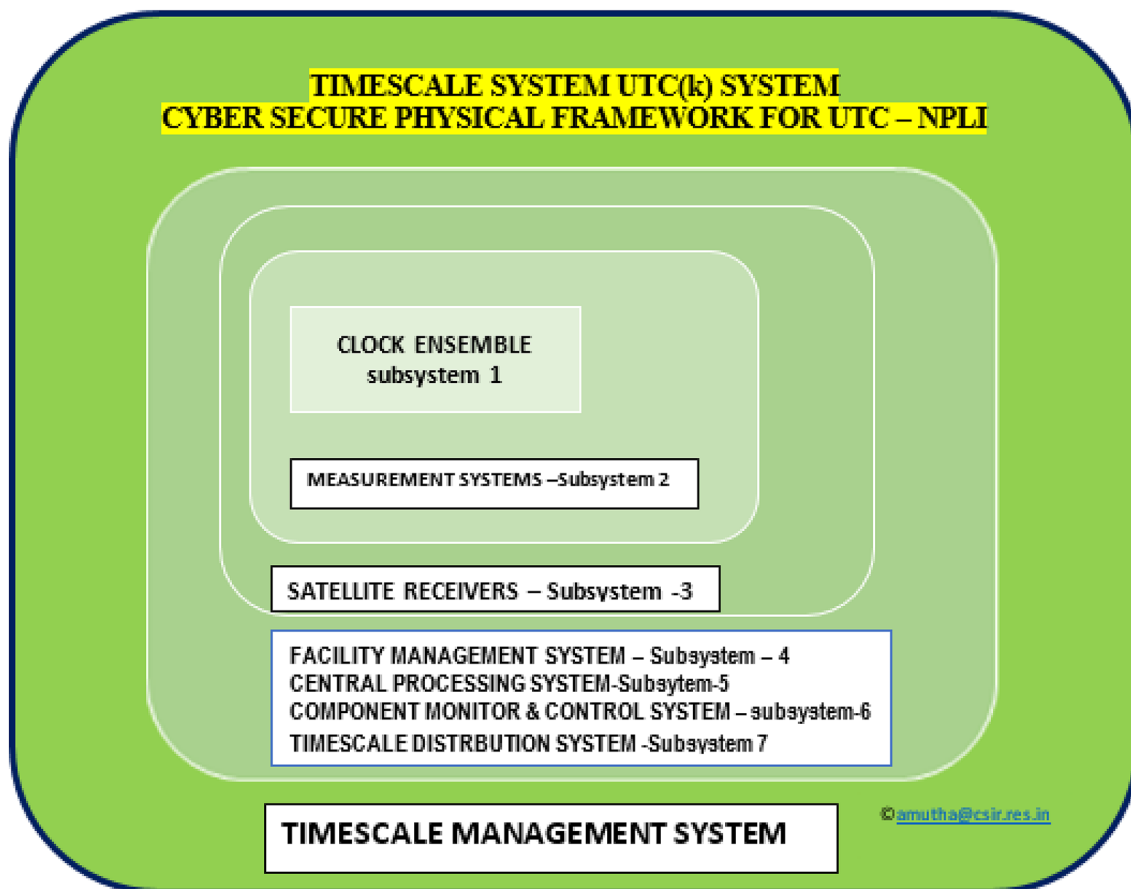 TIMESCALE SYSTEM UTC(k) SYSTEM
CYBER SECURE PHYSICAL FRAMEWORK FOR UTC – NPLI
CLOCK ENSEMBLE
subsystem 1
MEASUREMENT SYSTEMS –Subsystem 2
SATELLITE RECEIVERS – Subsystem -3
FACILITY MANAGEMENT SYSTEM – Subsystem – 4
CENTRAL PROCESSING SYSTEM-Subsytem-5
COMPONENT MONITOR & CONTROL SYSTEM – subsystem-6
TIMESCALE DISTRBUTION SYSTEM -Subsystem 7
TIMESCALE MANAGEMENT SYSTEM
©amutha@csir.res.in